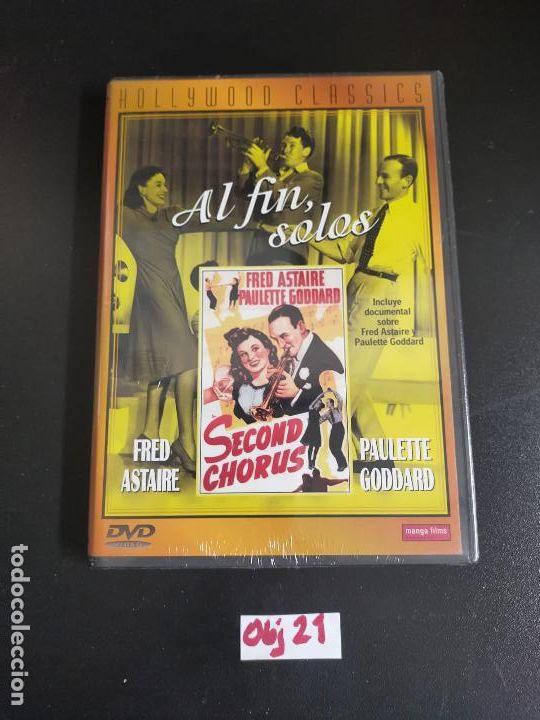 HOLLYWOOD CLASSICS
Al fin,
solos
FRED ASTAIRE
PAULETTE GODDARD
Incluye
documental
sobre
Fred Astaire y
Paulette Goddard
SECOND
CHORUS
FRED
ASTAIRE
PAULETTE
GODDARD
DVD
VIDEO
manga films
Obj 21
todocoleccion